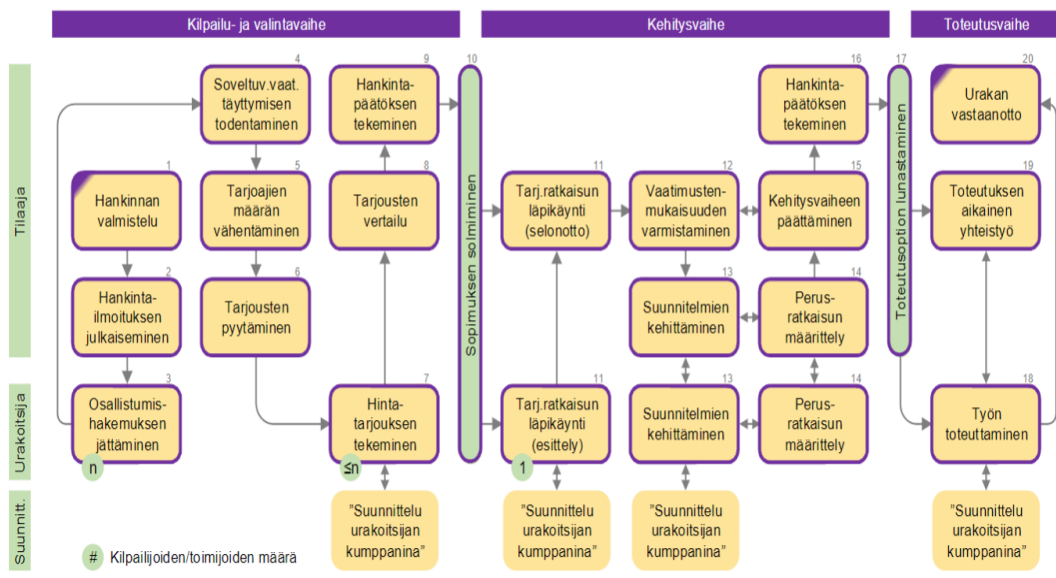 Kilpailu- ja valintavaihe
Kehitysvaihe
Toteutusvaihe
Tilaaja
Urakoitsija
Suunnitt.
1
Hankinnan
valmistelu
2
Hankinta-
ilmoituksen
julkaiseminen
3
Osallistumis-
hakemuksen
jättäminen
n
4
Soveltuv.vaat.
täyttymisen
todentaminen
5
Tarjoajien
määrän
vähentäminen
6
Tarjousten
pyytäminen
7
Hinta-
tarjouksen
tekeminen
≤n
"Suunnittelu
urakoitsijan
kumppanina"
8
Tarjousten
vertailu
9
Hankinta-
päätöksen
tekeminen
10
Sopimuksen solmiminen
11
Tarj.ratkaisun
läpikäynti
(selonotto)
11
Tarj.ratkaisun
läpikäynti
(esittely)
1
"Suunnittelu
urakoitsijan
kumppanina"
12
Vaatimusten-
mukaisuuden
varmistaminen
13
Suunnitelmien
kehittäminen
13
Suunnitelmien
kehittäminen
"Suunnittelu
urakoitsijan
kumppanina"
14
Perus-
ratkaisun
määrittely
14
Perus-
ratkaisun
määrittely
15
Kehitysvaiheen
päättäminen
16
Hankinta-
päätöksen
tekeminen
17
Toteutusoption lunastaminen
18
Työn
toteuttaminen
"Suunnittelu
urakoitsijan
kumppanina"
19
Toteutuksen
aikainen
yhteistyö
20
Urakan
vastaanotto
# Kilpailijoiden/toimijoiden määrä